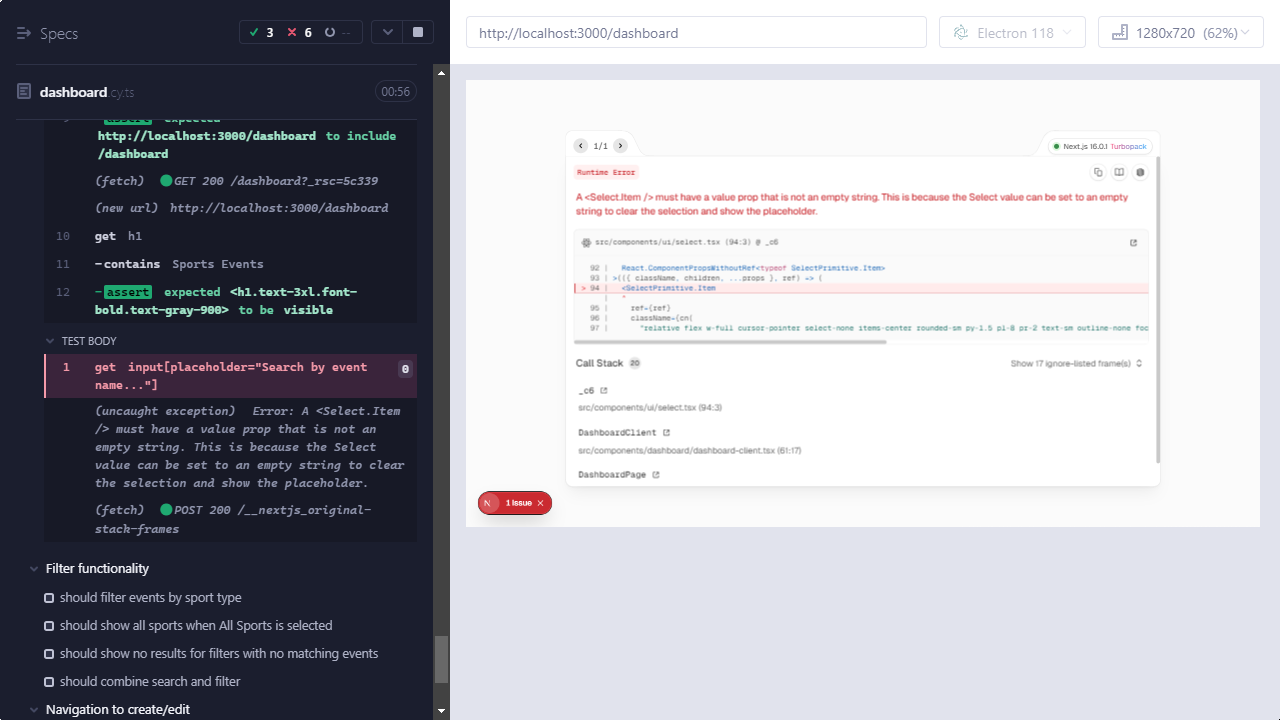 Specs
3
6
--
dashboard.cy.ts
00:56
9
assert expected
http://localhost:3000/dashboard to include
/dashboard
(fetch) GET 200 /dashboard?_rsc=5c339
(new url) http://localhost:3000/dashboard
10 get h1
11 -contains Sports Events
12 -assert expected <h1.text-3xl.font-
bold.text-gray-900> to be visible
TEST BODY
1 get input[placeholder="Search by event
name..."]
0
(uncaught exception) Error: A <Select.Item
/> must have a value prop that is not an
empty string. This is because the Select
value can be set to an empty string to clear
the selection and show the placeholder.
(fetch) POST 200 /__nextjs_original-
stack-frames
Filter functionality
should filter events by sport type
should show all sports when All Sports is selected
should show no results for filters with no matching events
should combine search and filter
Navigation to create/edit
http://localhost:3000/dashboard
Electron 118
1280x720 (62%)
1/1
Next.js 16.0.1 Turbopack
Runtime Error
A <Select.Item /> must have a value prop that is not an empty string. This is because the Select value can be set to an empty
string to clear the selection and show the placeholder.
src/components/ui/select.tsx (94:3) @ _c6
92 | React.ComponentPropsWithoutRef<typeof SelectPrimitive.Item>
93 | >(({ className, children, ...props }, ref) => (
> 94 | <SelectPrimitive.Item
| ^
95 | ref={ref}
96 | className={cn(
97 | "relative flex w-full cursor-pointer select-none items-center rounded-sm py-1.5 pl-8 pr-2 text-sm outline-none foc
Call Stack 20
Show 17 ignore-listed frame(s)
_c6
src/components/ui/select.tsx (94:3)
DashboardClient
src/components/dashboard/dashboard-client.tsx (61:17)
DashboardPage
N 1 Issue